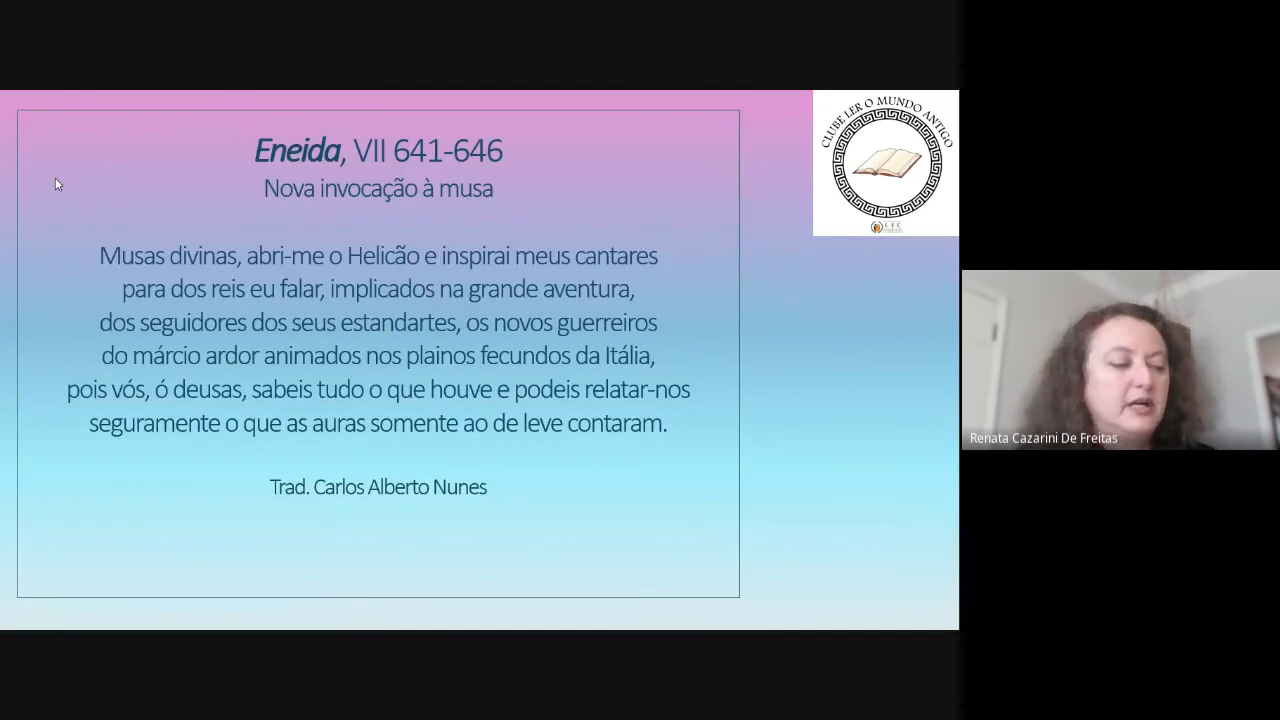 Eneida, VII 641-646
Nova invocação à musa
Musas divinas, abri-me o Helicão e inspirai meus cantares
para dos reis eu falar, implicados na grande aventura,
dos seguidores dos seus estandartes, os novos guerreiros
do márcio ardor animados nos plainos fecundos da Itália,
pois vós, ó deusas, sabeis tudo o que houve e podeis relatar-nos
seguramente o que as auras somente ao de leve contaram.
Trad. Carlos Alberto Nunes
CLUBE LER O MUNDO ANTIGO
Renata Cazarini De Freitas